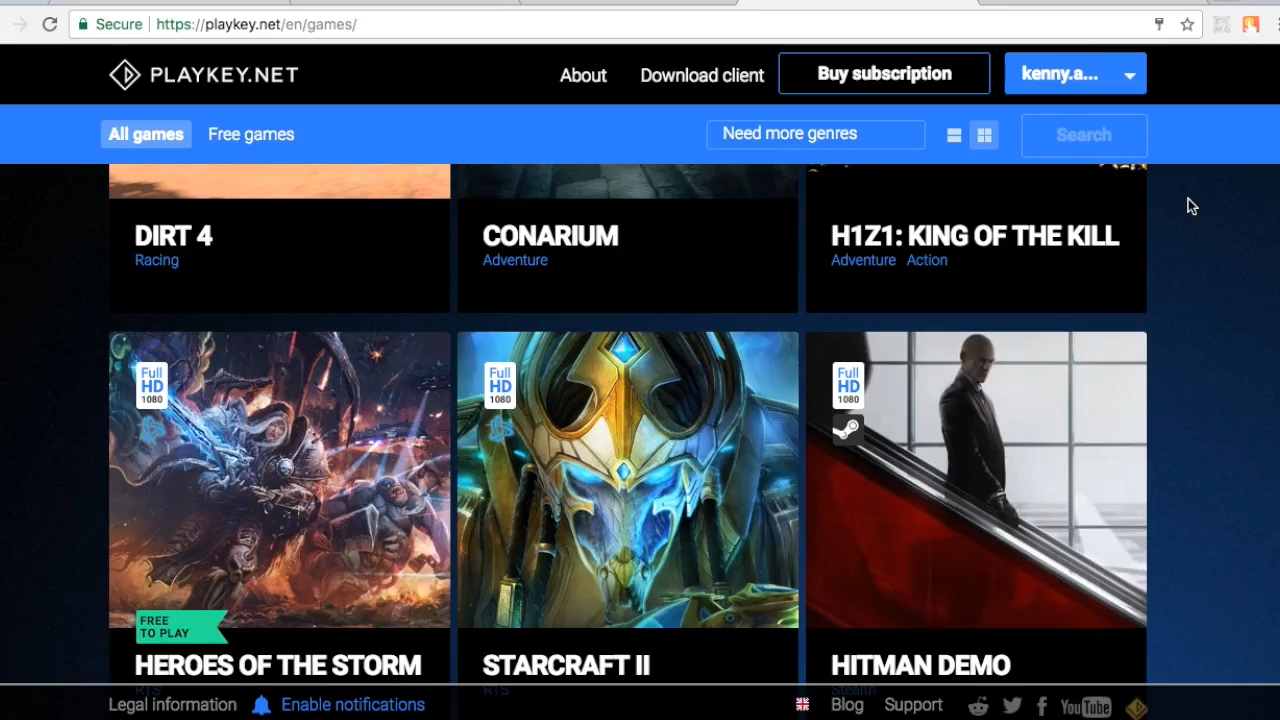 Secure https://playkey.net/en/games/
PLAYKEY.NET
About
Download client
Buy subscription
kenny.a...
All games
Free games
Need more genres
Search
DIRT 4
Racing
CONARIUM
Adventure
H1Z1: KING OF THE KILL
Adventure Action
Full
HD
1080
Full
HD
1080
Full
HD
1080
FREE
TO PLAY
HEROES OF THE STORM
RTS
STARCRAFT II
RTS
HITMAN DEMO
Stealth
Legal information
Enable notifications
Blog
Support
YouTube